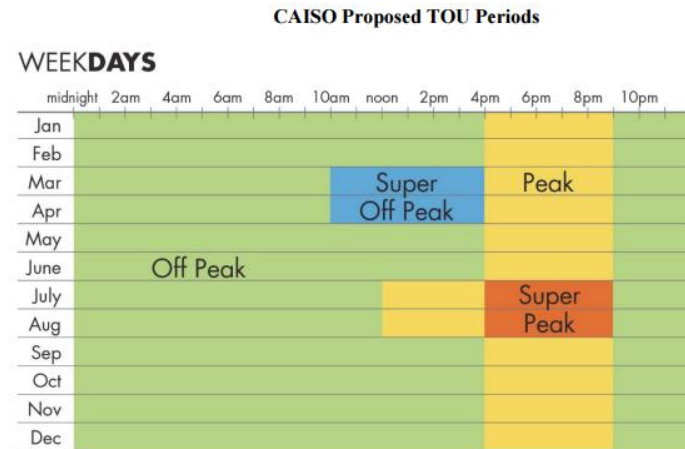 CAISO Proposed TOU Periods
WEEKDAYS
midnight 2am 4am 6am 8am 10am noon 2pm 4pm 6pm 8pm 10pm
Jan
Feb
Mar
Super
Peak
Apr
Off Peak
May
June
Off Peak
July
Super
Aug
Peak
Sep
Oct
Nov
Dec